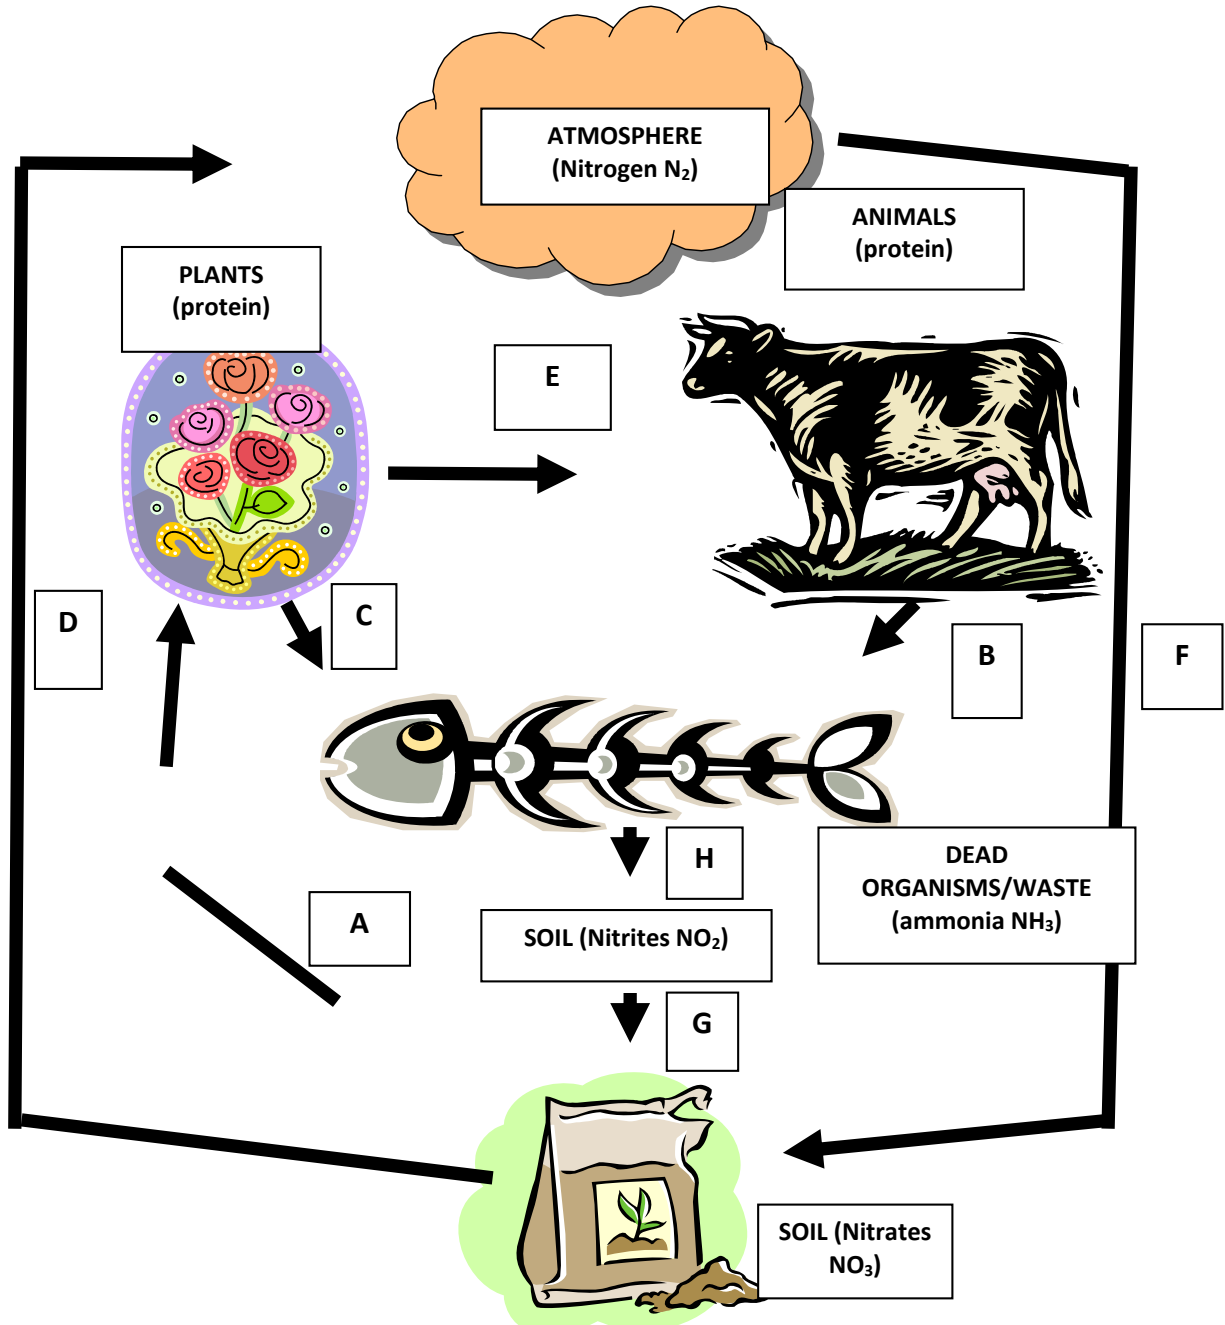 ATMOSPHERE
(Nitrogen N₂)
ANIMALS
(protein)
PLANTS
(protein)
E
D
C
B
F
H
DEAD
ORGANISMS/WASTE
(ammonia NH₃)
A
SOIL (Nitrites NO₂)
G
SOIL (Nitrates
NO₃)